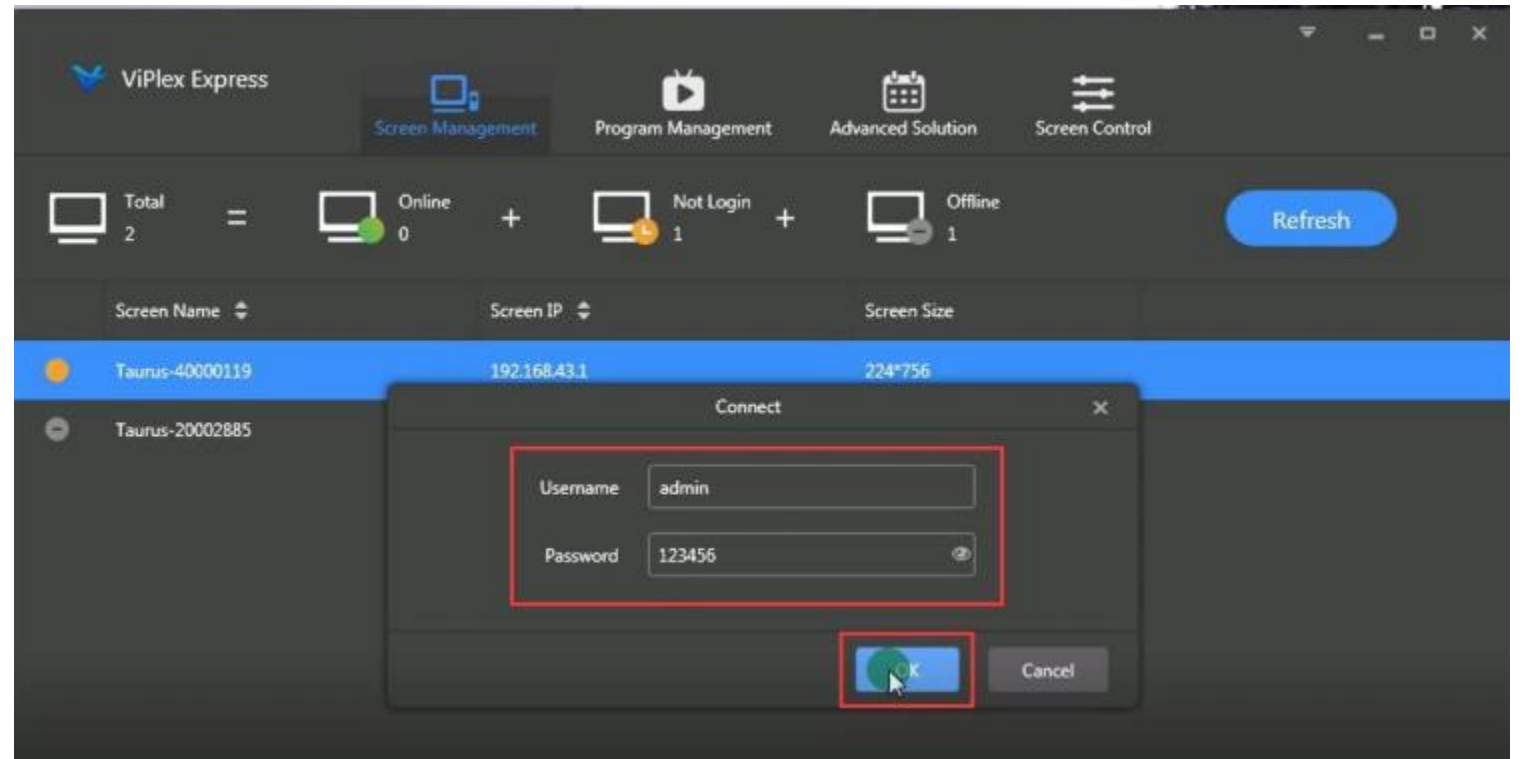 ViPlex Express
Screen Management
Program Management
Advanced Solution
Screen Control
Total
2
=
Online
0
+
Not Login
1
+
Offline
1
Refresh
Screen Name Screen IP Screen Size
Taurus-40000119 192.168.43.1 224*756
Connect
Taurus-20002885
Username admin
Password 123456
OK Cancel